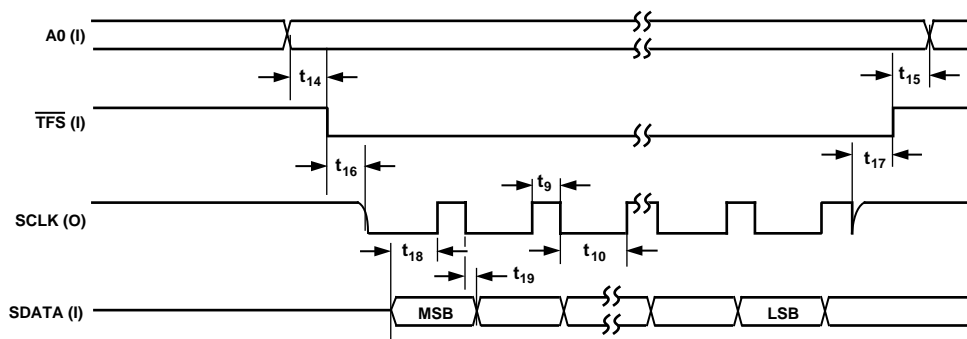 A0 (I)
t14
t15
TFS (I)
t16
t17
t9
SCLK (O)
t18
t10
t19
SDATA (I)
MSB
LSB